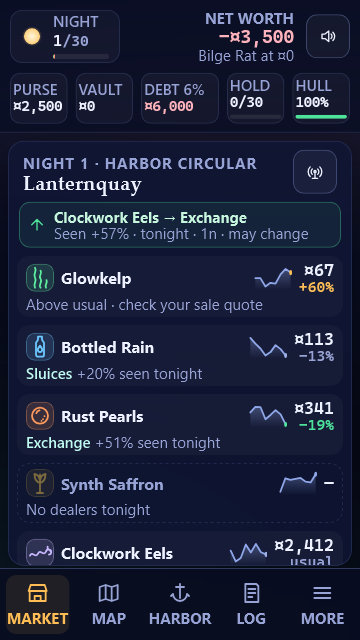 NIGHT
1/30
NET WORTH
−¤3,500
Bilge Rat at ¤0
PURSE
¤2,500
VAULT
¤0
DEBT 6%
¤6,000
HOLD
0/30
HULL
100%
NIGHT 1 · HARBOR CIRCULAR
Lanternquay
Clockwork Eels → Exchange
Seen +57% · tonight · 1n · may change
Glowkelp
¤67
+60%
Above usual · check your sale quote
Bottled Rain
¤113
−13%
Sluices +20% seen tonight
Rust Pearls
¤341
−19%
Exchange +51% seen tonight
Synth Saffron
–
No dealers tonight
Clockwork Eels
¤2,412
usual
MARKET
MAP
HARBOR
LOG
MORE